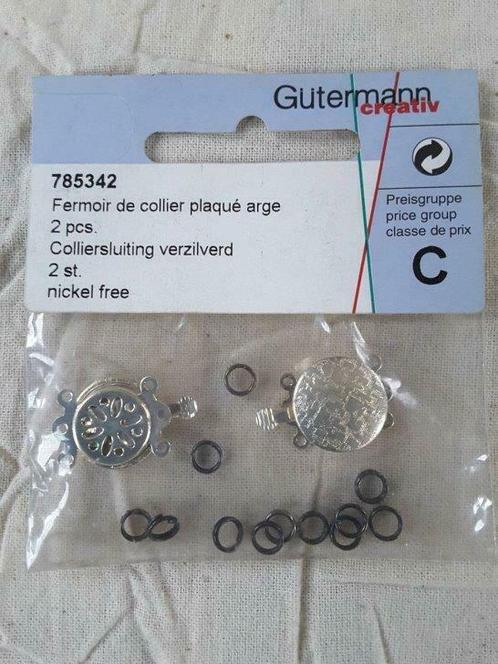 Gütermann
creativ
785342
Fermoir de collier plaqué arge
2 pcs.
Colliersluiting verzilverd
2 st.
nickel free
Preisgruppe
price group
classe de prix
C